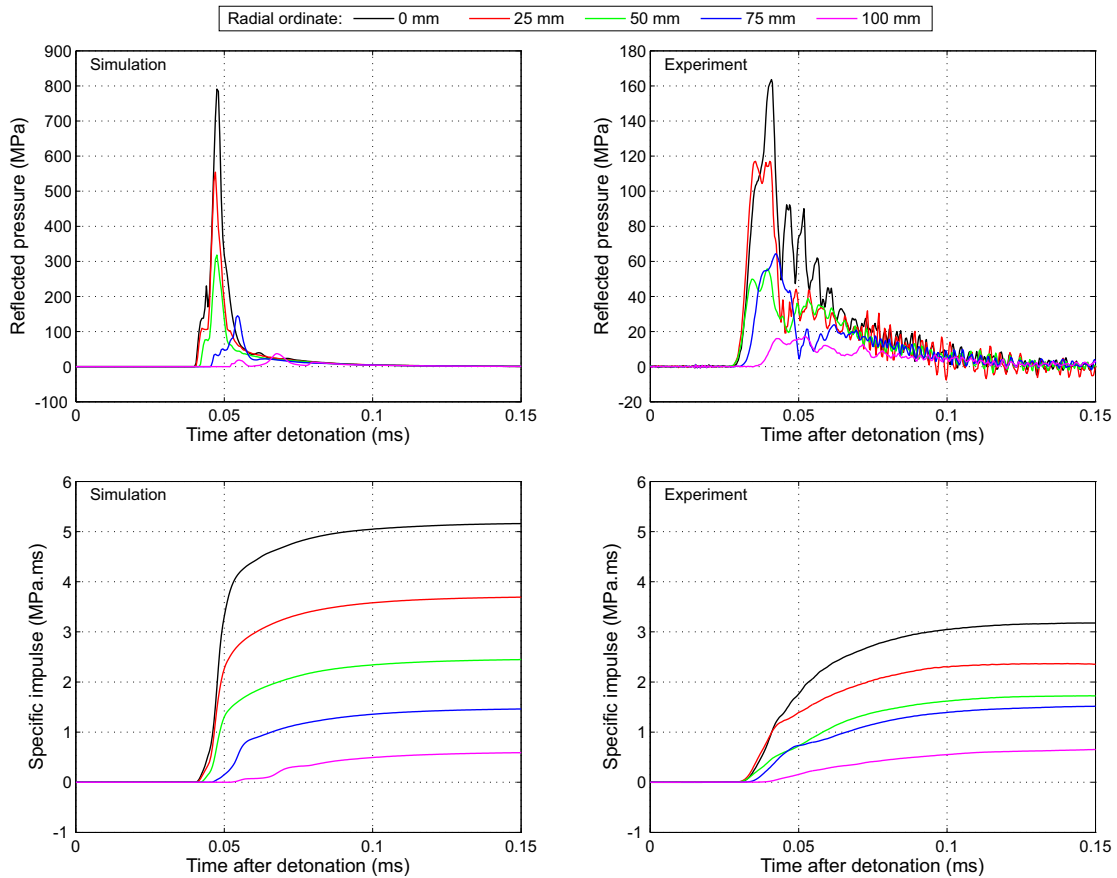 Radial ordinate: 0 mm 25 mm 50 mm 75 mm 100 mm
Simulation
900
800
700
600
500
400
300
200
100
0
-100
Reflected pressure (MPa)
0 0.05 0.1 0.15
Time after detonation (ms)
Experiment
180
160
140
120
100
80
60
40
20
0
-20
Reflected pressure (MPa)
0 0.05 0.1 0.15
Time after detonation (ms)
Simulation
6
5
4
3
2
1
0
-1
Specific impulse (MPa.ms)
0 0.05 0.1 0.15
Time after detonation (ms)
Experiment
6
5
4
3
2
1
0
-1
Specific impulse (MPa.ms)
0 0.05 0.1 0.15
Time after detonation (ms)